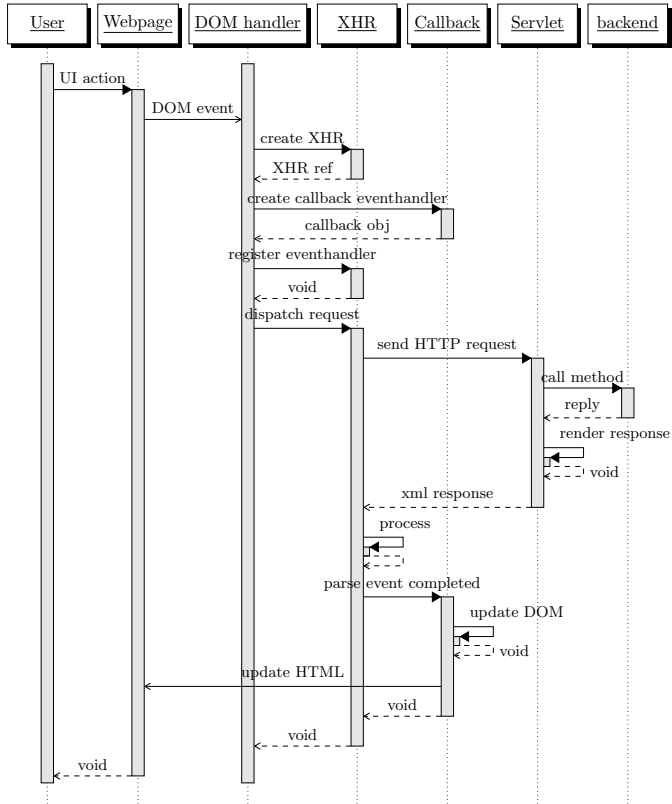 User
Webpage
DOM handler
XHR
Callback
Servlet
backend
UI action
DOM event
create XHR
XHR ref
create callback eventhandler
callback obj
register eventhandler
void
dispatch request
send HTTP request
call method
reply
render response
void
xml response
process
parse event completed
update DOM
void
update HTML
void
void
void